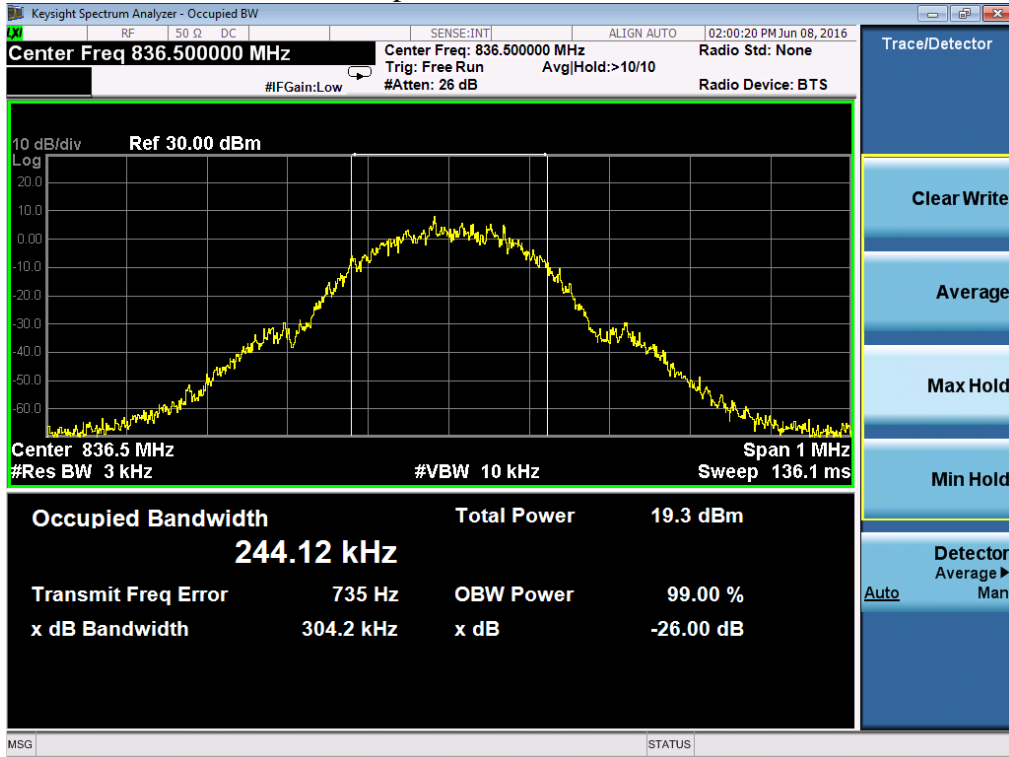 Keysight Spectrum Analyzer - Occupied BW
LXI RF 50 Ω DC SENSE:INT ALIGN AUTO 02:00:20 PM Jun 08, 2016
Center Freq 836.500000 MHz
Center Freq: 836.500000 MHz Radio Std: None
Trig: Free Run Avg|Hold:>10/10
#IFGain:Low #Atten: 26 dB Radio Device: BTS
10 dB/div Ref 30.00 dBm
Log
20.0
10.0
0.00
-10.0
-20.0
-30.0
-40.0
-50.0
-60.0
Center 836.5 MHz Span 1 MHz
#Res BW 3 kHz #VBW 10 kHz Sweep 136.1 ms
Occupied Bandwidth Total Power 19.3 dBm
244.12 kHz
Transmit Freq Error 735 Hz OBW Power 99.00 %
x dB Bandwidth 304.2 kHz x dB -26.00 dB
MSG STATUS
Trace/Detector
Clear Write
Average
Max Hold
Min Hold
Detector
Average▶
Auto Man